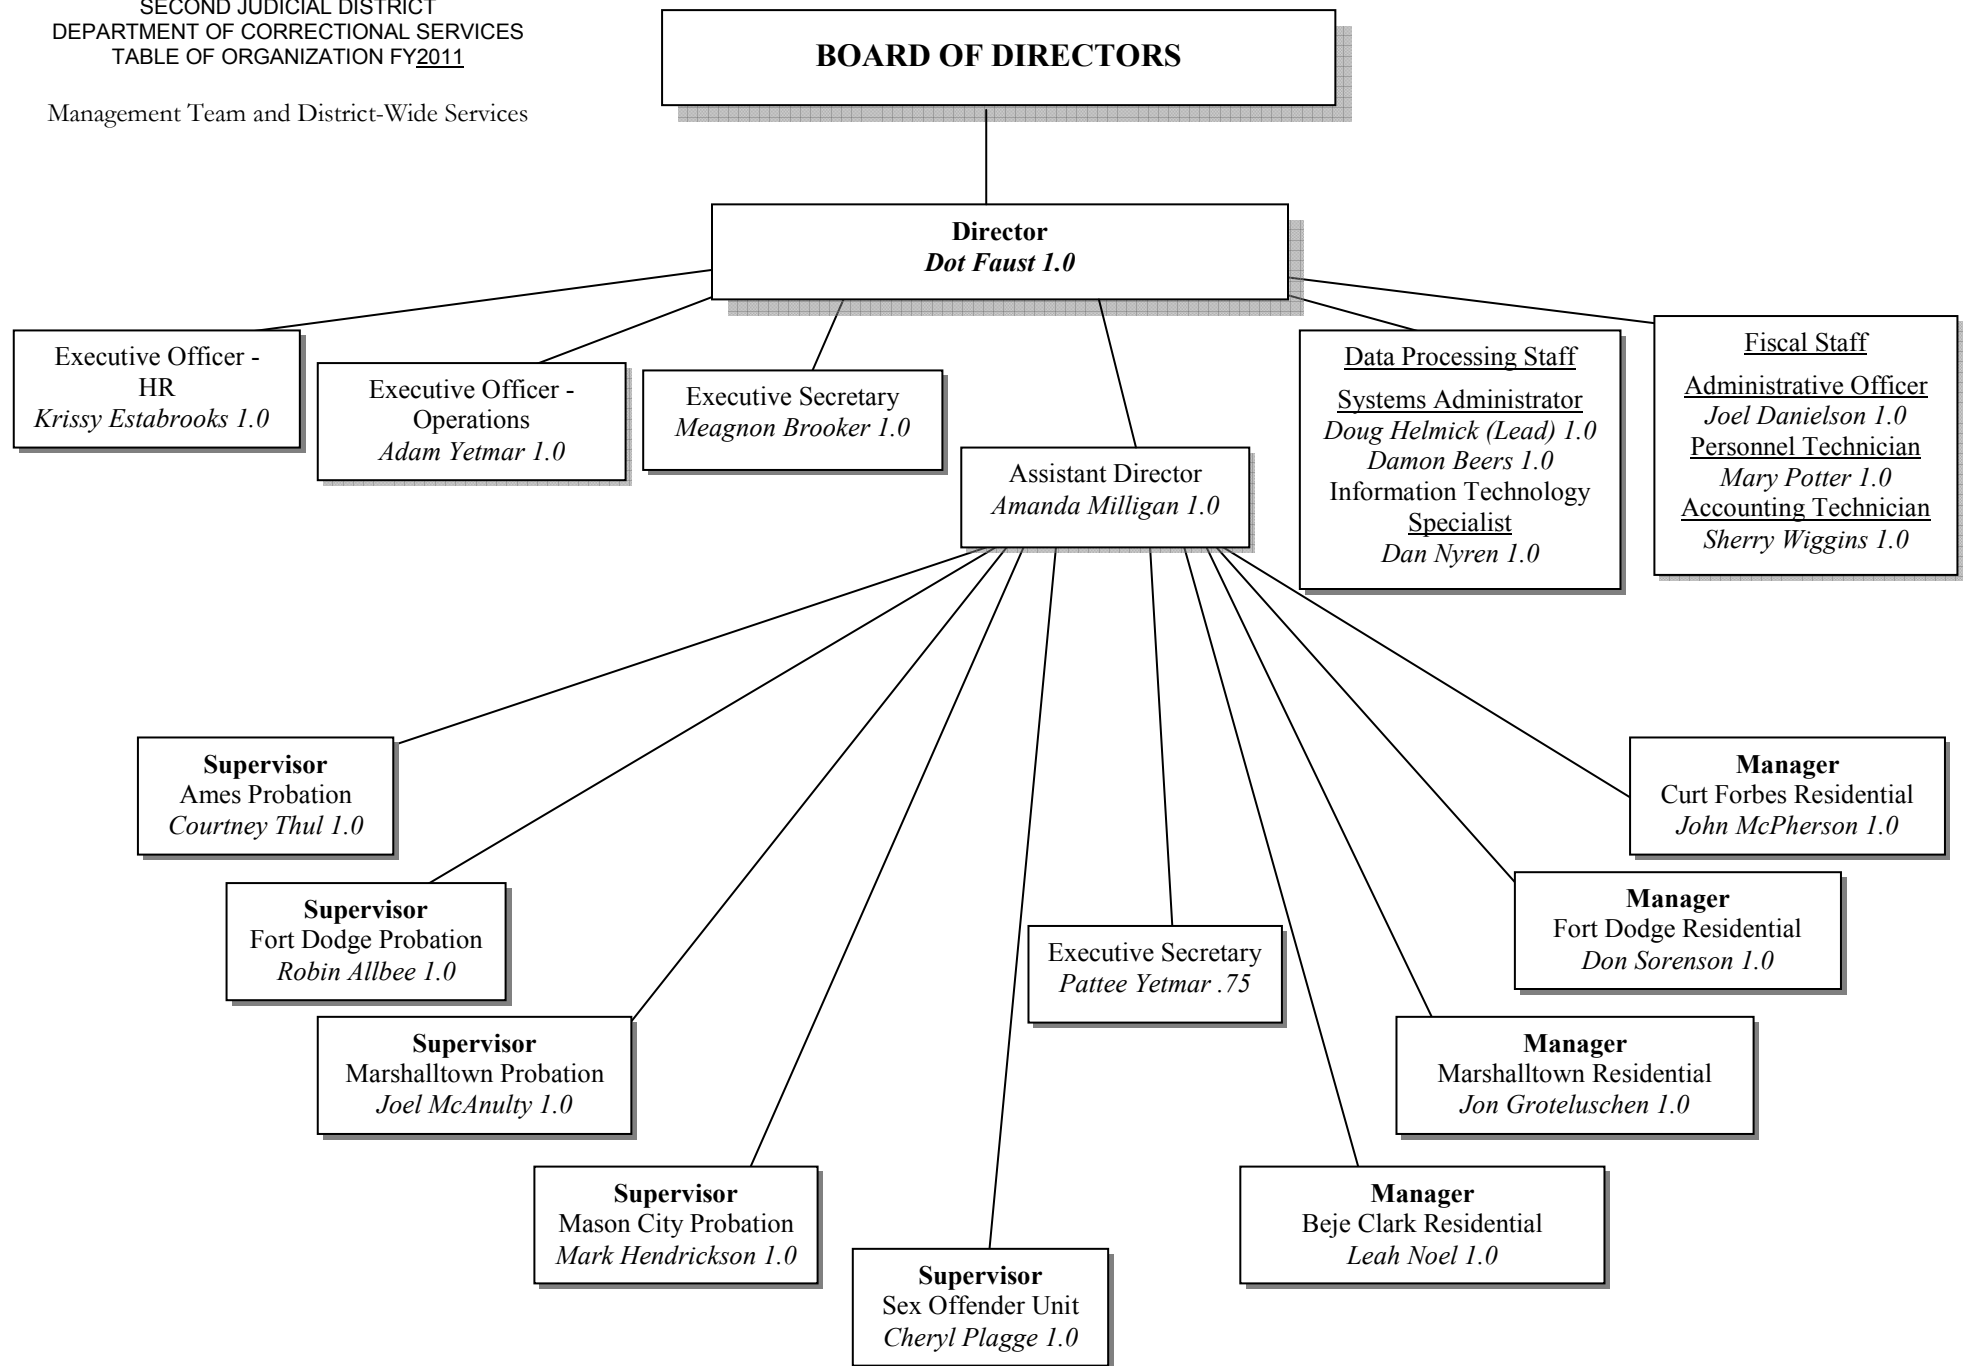 SECOND JUDICIAL DISTRICT
DEPARTMENT OF CORRECTIONAL SERVICES
TABLE OF ORGANIZATION FY2011
Management Team and District-Wide Services
BOARD OF DIRECTORS
Director
Dot Faust 1.0
Executive Officer -
HR
Krissy Estabrooks 1.0
Executive Officer -
Operations
Adam Yetmar 1.0
Executive Secretary
Meagnon Brooker 1.0
Assistant Director
Amanda Milligan 1.0
Data Processing Staff
Systems Administrator
Doug Helmick (Lead) 1.0
Damon Beers 1.0
Information Technology
Specialist
Dan Nyren 1.0
Fiscal Staff
Administrative Officer
Joel Danielson 1.0
Personnel Technician
Mary Potter 1.0
Accounting Technician
Sherry Wiggins 1.0
Supervisor
Ames Probation
Courtney Thul 1.0
Supervisor
Fort Dodge Probation
Robin Allbee 1.0
Supervisor
Marshalltown Probation
Joel McAnulty 1.0
Supervisor
Mason City Probation
Mark Hendrickson 1.0
Supervisor
Sex Offender Unit
Cheryl Plagge 1.0
Executive Secretary
Pattee Yetmar .75
Manager
Beje Clark Residential
Leah Noel 1.0
Manager
Marshalltown Residential
Jon Groteluschen 1.0
Manager
Fort Dodge Residential
Don Sorenson 1.0
Manager
Curt Forbes Residential
John McPherson 1.0